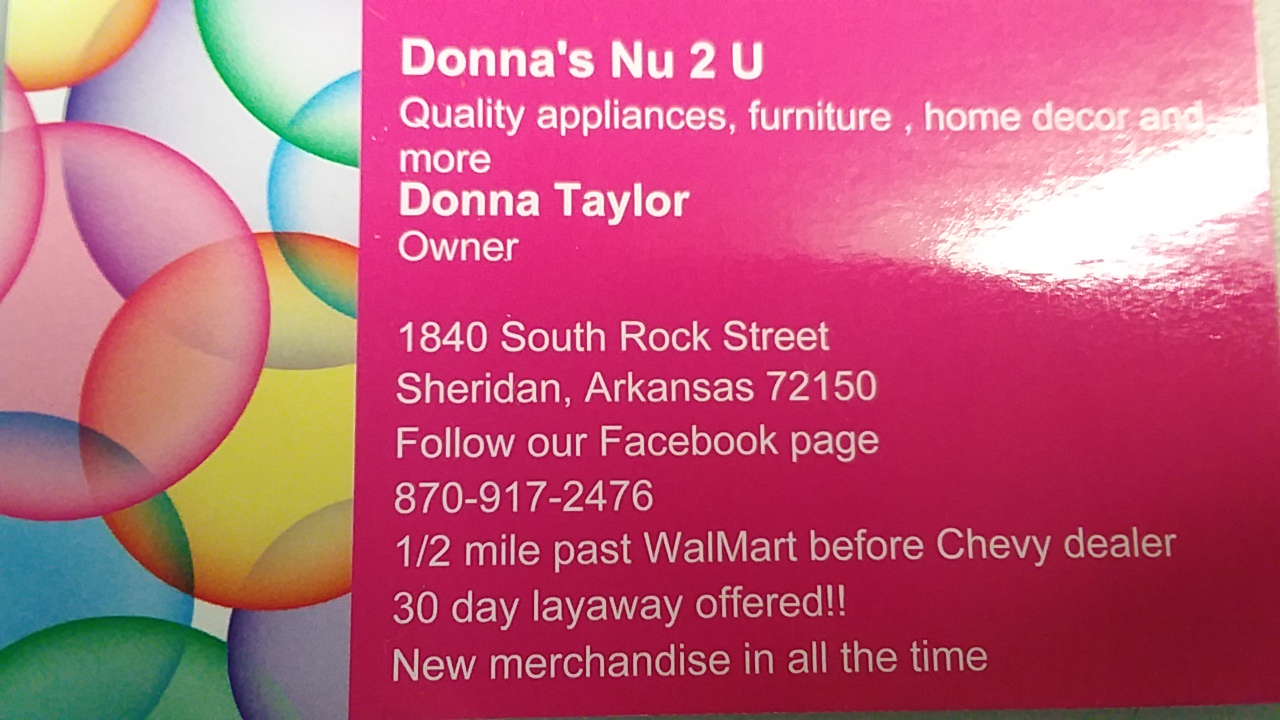 Donna's Nu 2 U
Quality appliances, furniture , home decor and
more
Donna Taylor
Owner
1840 South Rock Street
Sheridan, Arkansas 72150
Follow our Facebook page
870-917-2476
1/2 mile past WalMart before Chevy dealer
30 day layaway offered!!
New merchandise in all the time